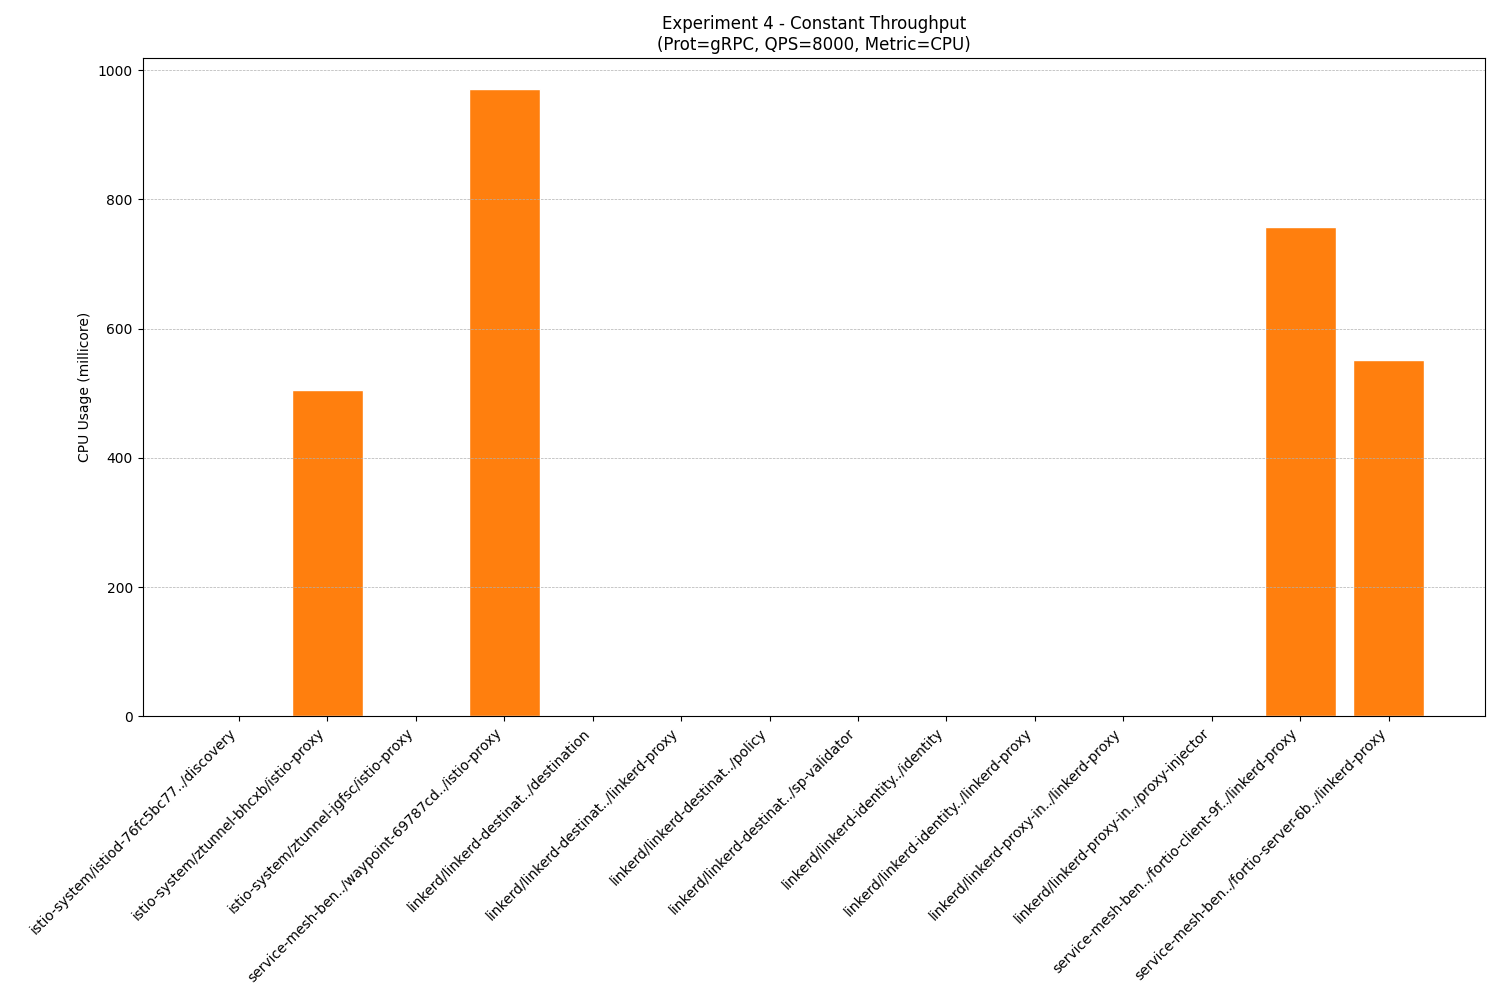 Experiment 4 - Constant Throughput
(Prot=gRPC, QPS=8000, Metric=CPU)
CPU Usage (millicore)
1000
800
600
400
200
0
istio-system/istiod-76fc5bc77../discovery
istio-system/ztunnel-bhcxb/istio-proxy
istio-system/ztunnel-jgfsc/istio-proxy
service-mesh-ben../waypoint-69787cd../istio-proxy
linkerd/linkerd-destinat../destination
linkerd/linkerd-destinat../linkerd-proxy
linkerd/linkerd-destinat../policy
linkerd/linkerd-destinat../sp-validator
linkerd/linkerd-identity../identity
linkerd/linkerd-identity../linkerd-proxy
linkerd/linkerd-proxy-in../linkerd-proxy
linkerd/linkerd-proxy-in../proxy-injector
service-mesh-ben../fortio-client-9f../linkerd-proxy
service-mesh-ben../fortio-server-6b../linkerd-proxy